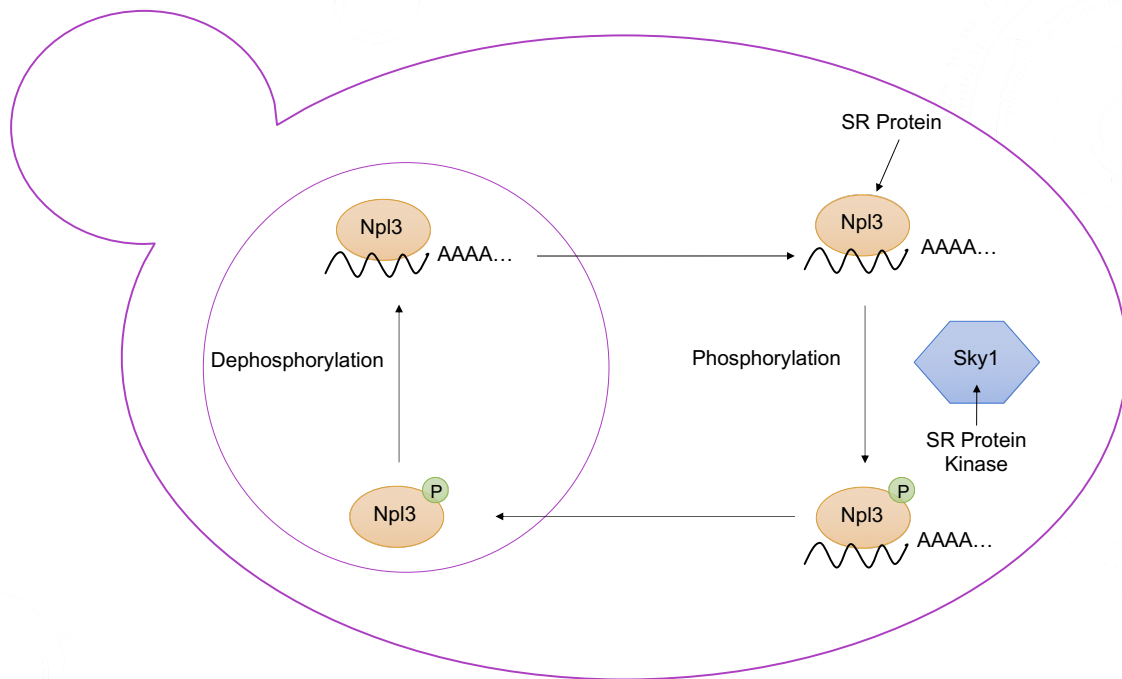 SR Protein
Npl3
AAAA...
Npl3
AAAA...
Dephosphorylation
Phosphorylation
Sky1
SR Protein
Kinase
P
Npl3
P
Npl3
AAAA...